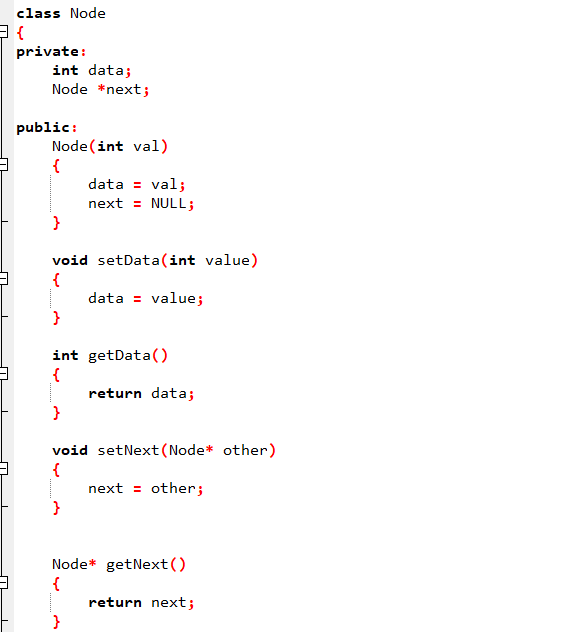 class Node
{
private:
    int data;
    Node *next;

public:
    Node(int val)
    {
        data = val;
        next = NULL;
    }

    void setData(int value)
    {
        data = value;
    }

    int getData()
    {
        return data;
    }

    void setNext(Node* other)
    {
        next = other;
    }


    Node* getNext()
    {
        return next;
    }